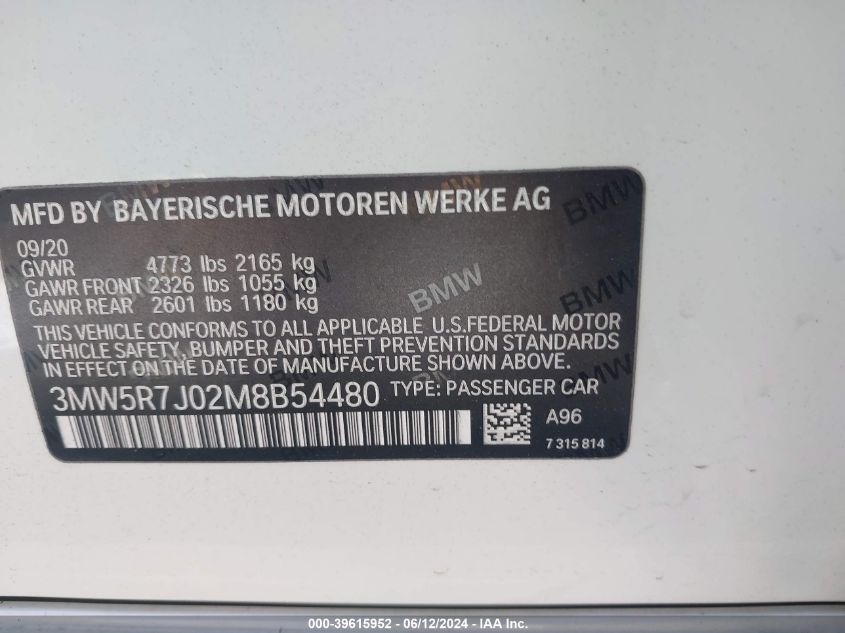 MFD BY BAYERISCHE MOTOREN WERKE AG
09/20
GVWR 4773 lbs 2165 kg
GAWR FRONT 2326 lbs 1055 kg
GAWR REAR 2601 lbs 1180 kg
THIS VEHICLE CONFORMS TO ALL APPLICABLE U.S.FEDERAL MOTOR
VEHICLE SAFETY, BUMPER AND THEFT PREVENTION STANDARDS
IN EFFECT ON THE DATE OF MANUFACTURE SHOWN ABOVE.
3MW5R7J02M8B54480 TYPE: PASSENGER CAR
A96
7 315 814
BMW
BMW
BMW
BMW
000-39615952 - 06/12/2024 - IAA Inc.